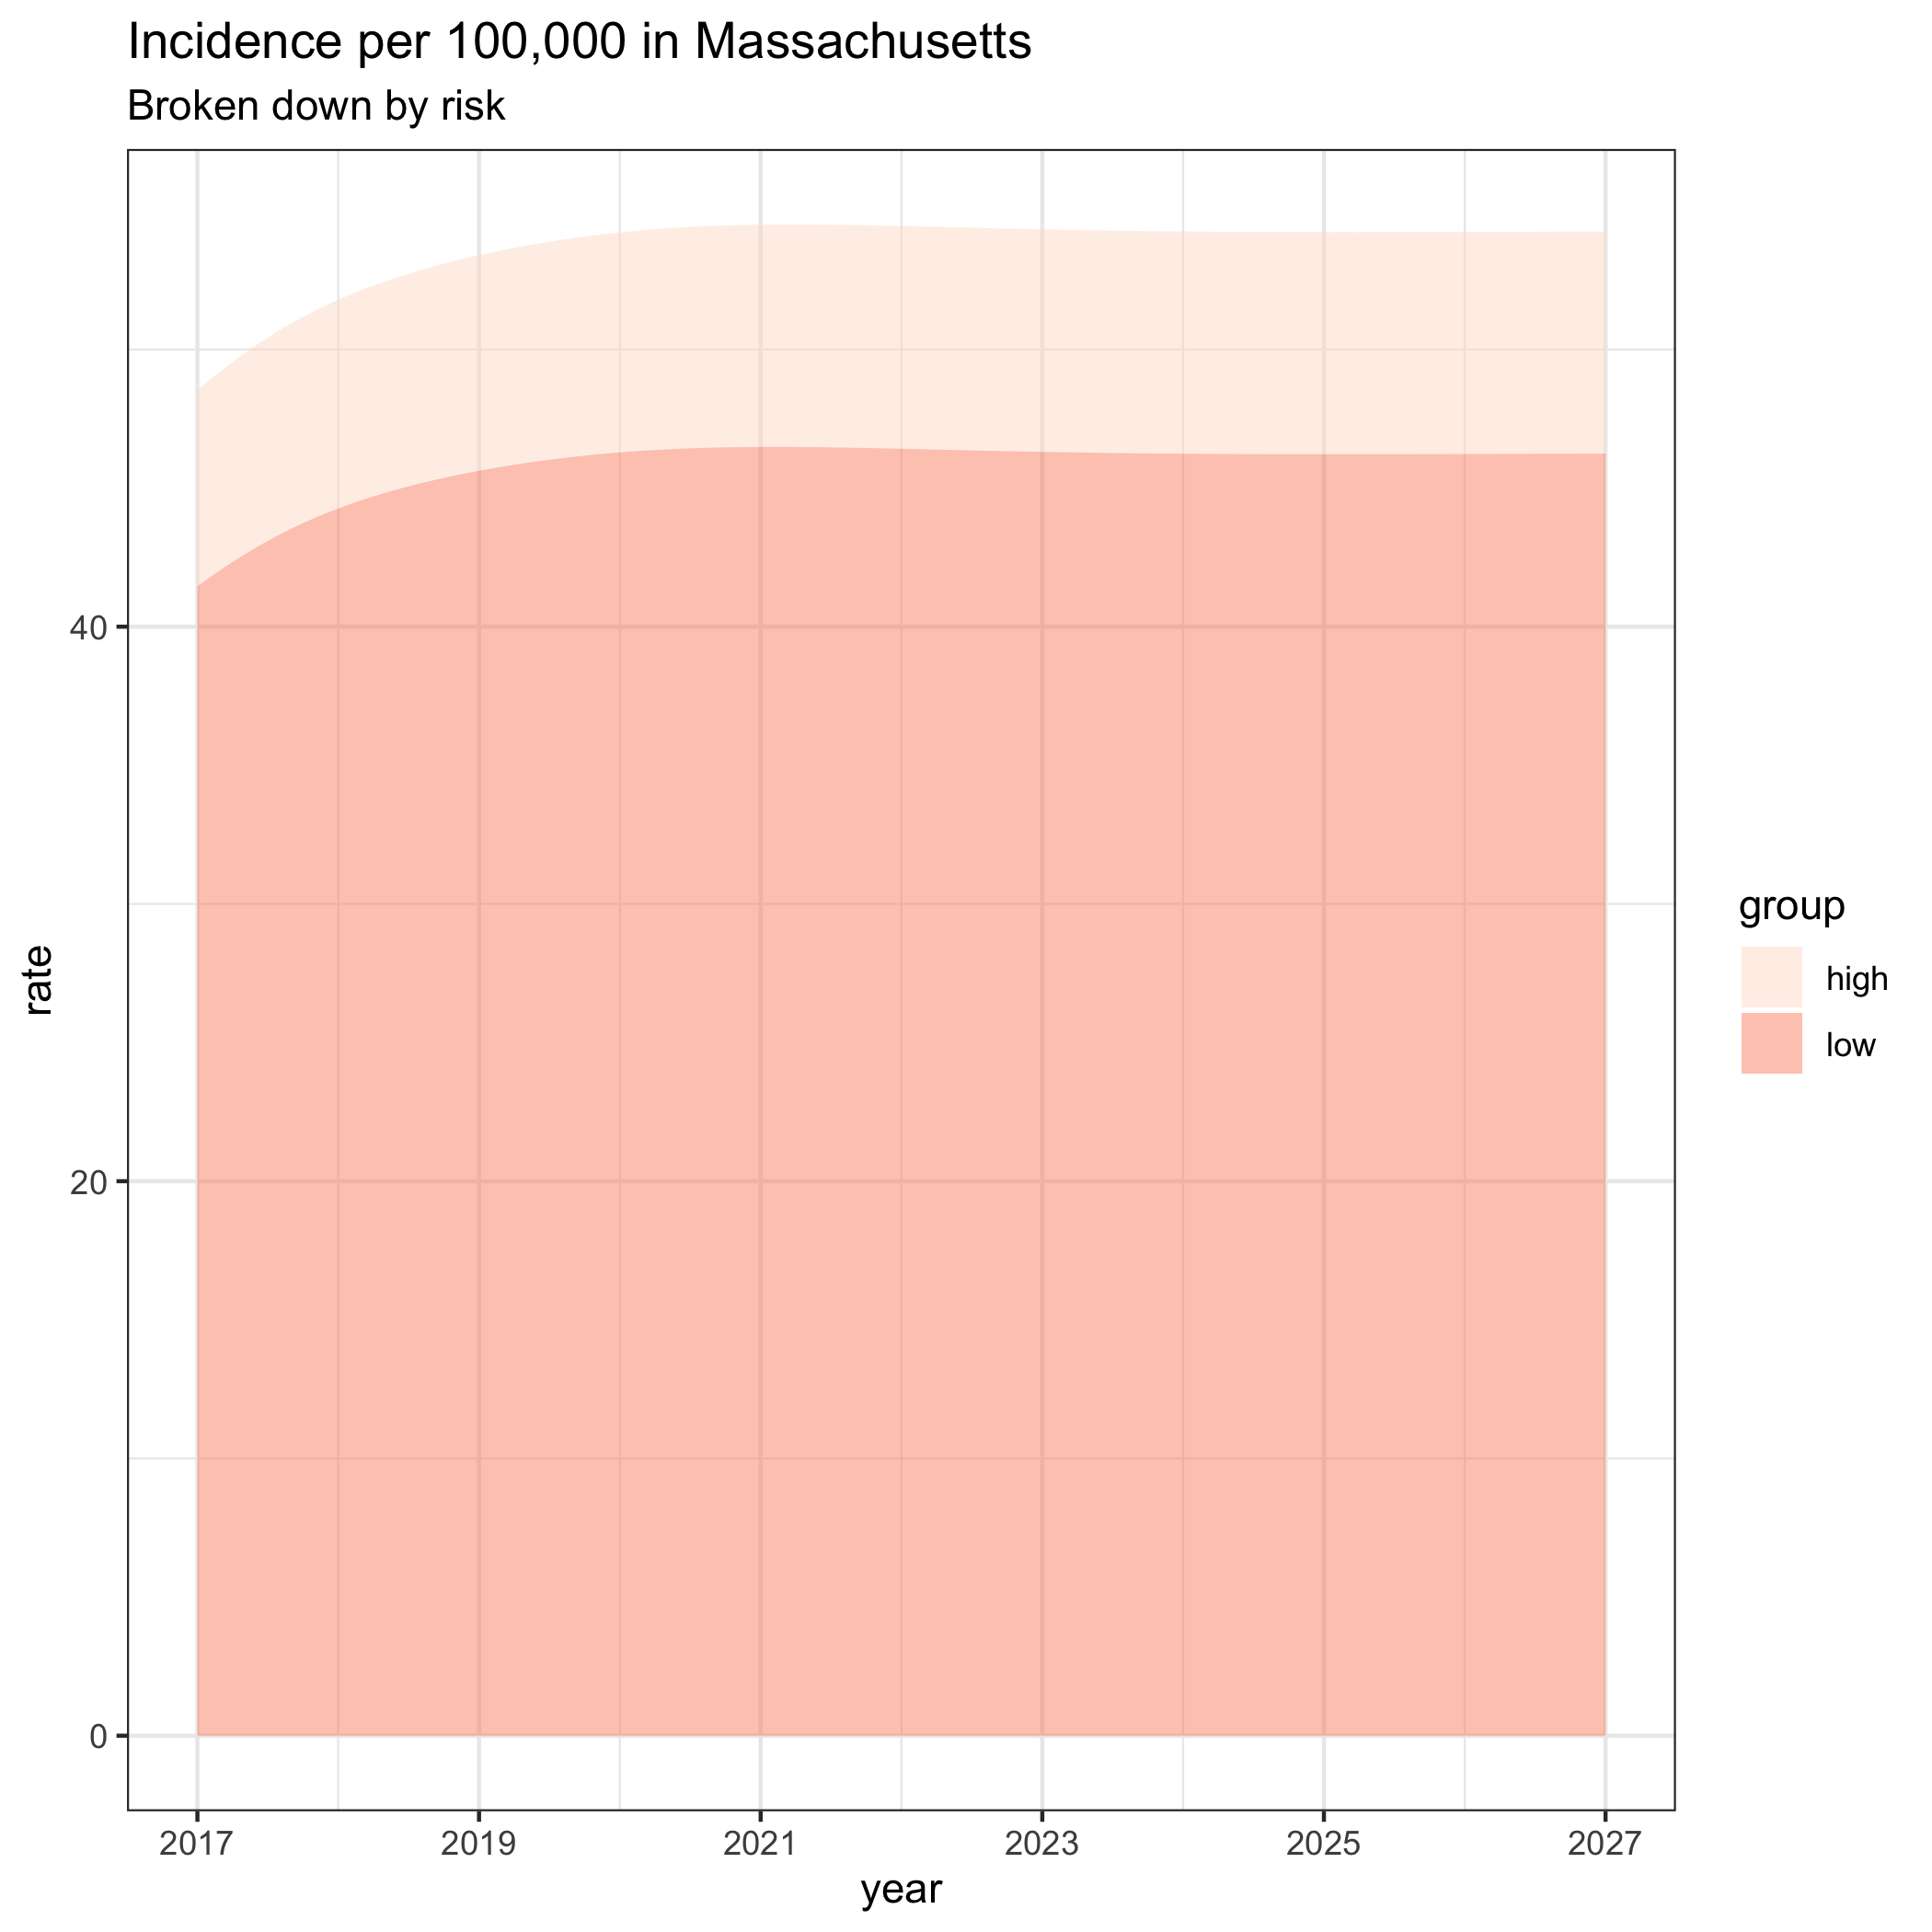 Incidence per 100,000 in Massachusetts
Broken down by risk
40
20
0
rate
2017 2019 2021 2023 2025 2027
year
group
high
low